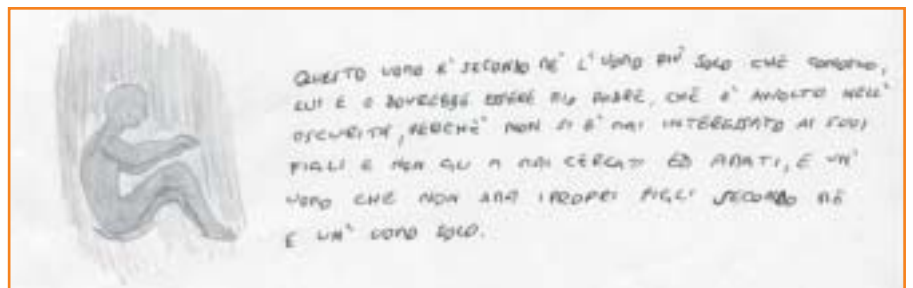 QUESTO UOMO E' SECONDO ME L'UOMO PIU' SOLO CHE CONOSCO,
LUI E O DOVREBBE ESSERE MIO PADRE, CHE E' AVVOLTO NELL'
OSCURITA, PERCHE' NON SI E' MAI INTERESSATO AI SUOI
FIGLI E NON GLI A MAI CERCATI ED AMATI, E UN'
UOMO CHE NON AMA I PROPRI FIGLI SECONDO ME
E UN' UOMO SOLO.